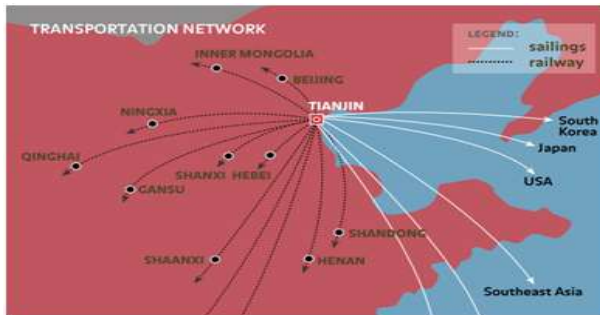 TRANSPORTATION NETWORK
LEGEND:
sailings
railway
INNER MONGOLIA
BEIJING
TIANJIN
NINGXIA
South
Korea
Japan
QINGHAI
SHANXI HEBEI
USA
GANSU
SHANDONG
SHAANXI
HENAN
Southeast Asia